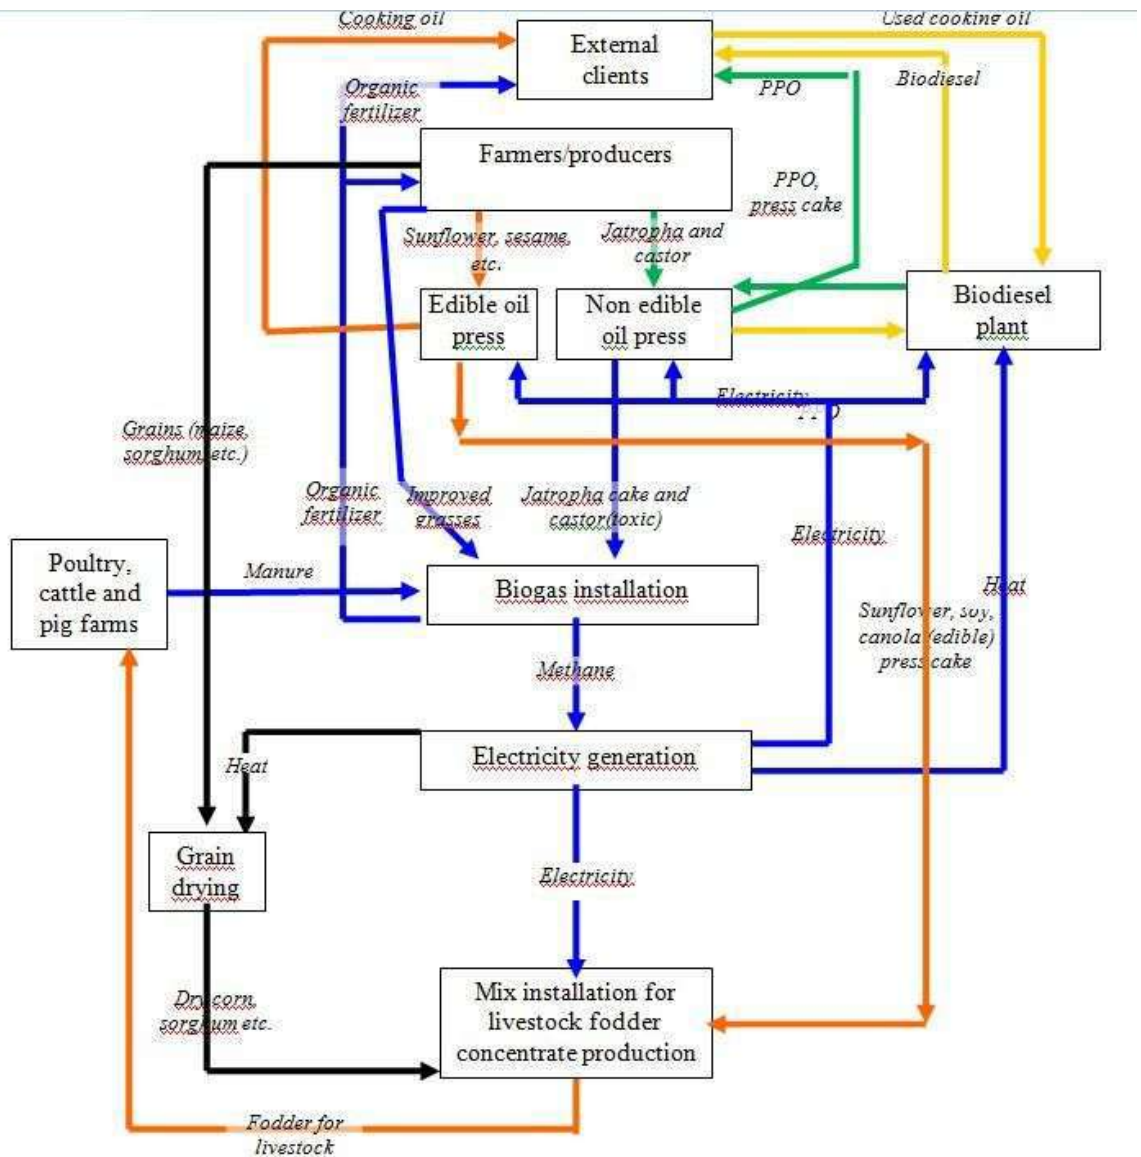 Cooking oil
Used cooking oil
External
clients
Organic
fertilizer
PPO
Biodiesel
Farmers/producers
PPO,
press cake
Sunflower, sesame,
etc.
Jatropha and
castor
Edible oil
press
Non edible
oil press
Biodiesel
plant
Electricity,
PPO
Grains (maize,
sorghum, etc.)
Organic
fertilizer
Improved
grasses
Jatropha cake and
castor(toxic)
Electricity
Poultry,
cattle and
pig farms
Manure
Biogas installation
Heat
Sunflower, soy,
canola (edible)
press cake
Methane
Electricity generation
Heat
Grain
drying
Electricity
Mix installation for
livestock fodder
concentrate production
Dry corn,
sorghum etc.
Fodder for
livestock